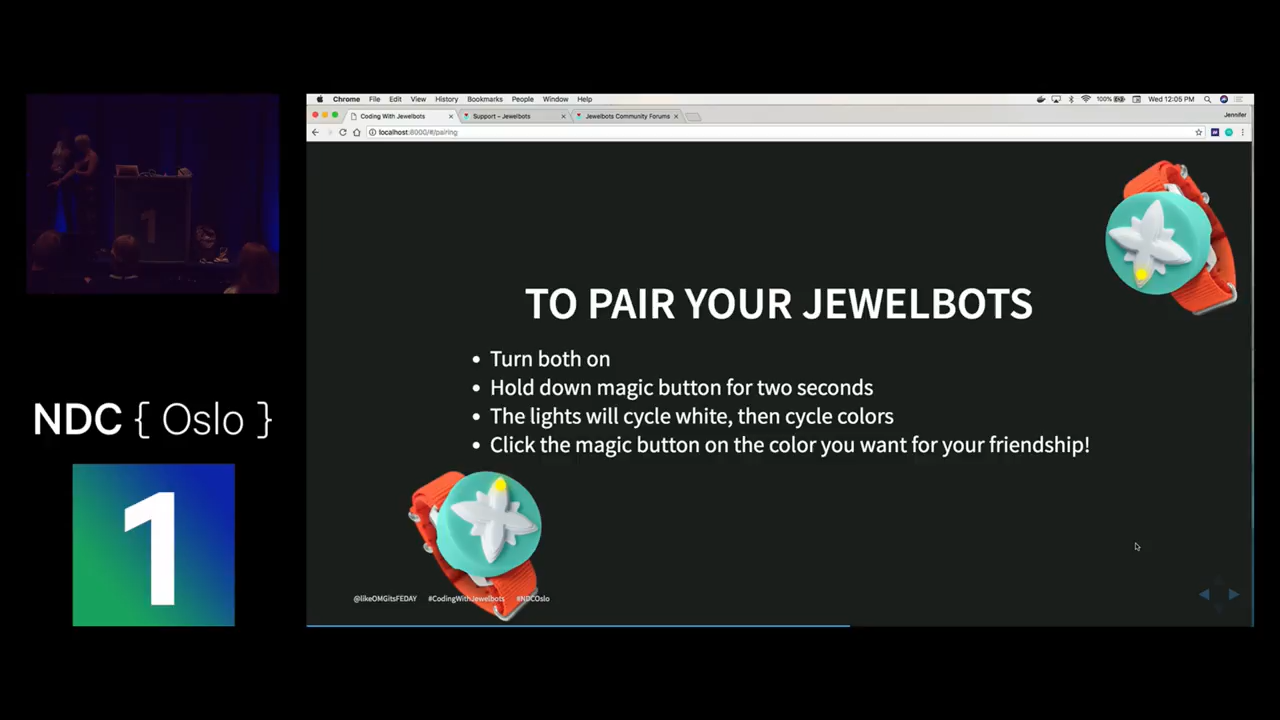 Chrome File Edit View History Bookmarks People Window Help
100% Wed 12:05 PM
Coding With Jewelbots
Support – Jewelbots
Jewelbots Community Forums
Jennifer
localhost:8000/#/pairing
TO PAIR YOUR JEWELBOTS
Turn both on
Hold down magic button for two seconds
The lights will cycle white, then cycle colors
Click the magic button on the color you want for your friendship!
@likeOMGitsFEDAY #CodingWithJewelbots #NDCOslo
1
NDC { Oslo }
1